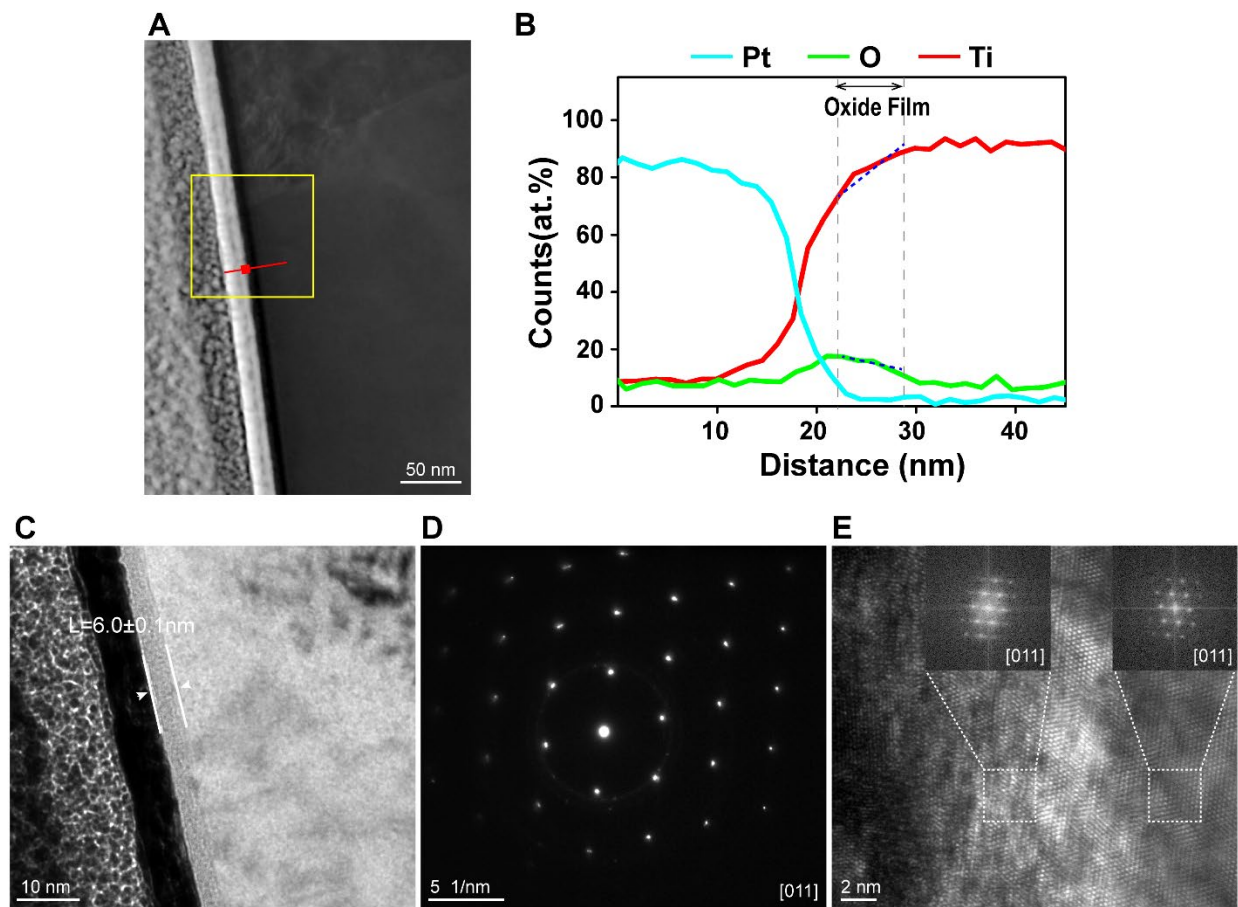 A
50 nm
B
Pt O Ti
Oxide Film
Counts(at.%)
100
80
60
40
20
0
10 20 30 40
Distance (nm)
C
L=6.0±0.1nm
10 nm
D
5 1/nm
[011]
E
[011]
[011]
2 nm